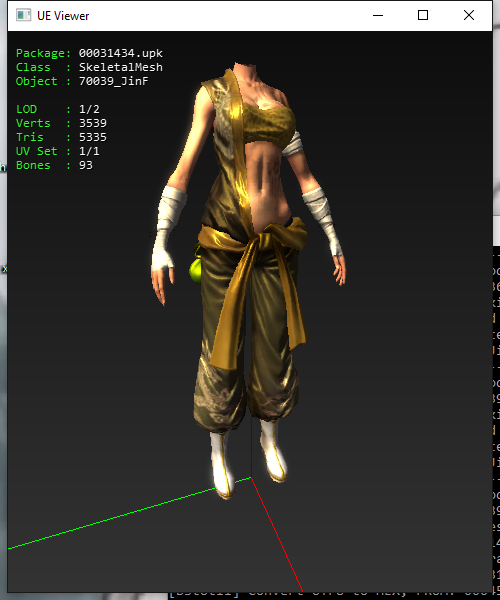 UE Viewer
Package: 00031434.upk
Class : SkeletalMesh
Object : 70039_JinF
LOD : 1/2
Verts : 3539
Tris : 5335
UV Set : 1/1
Bones : 93